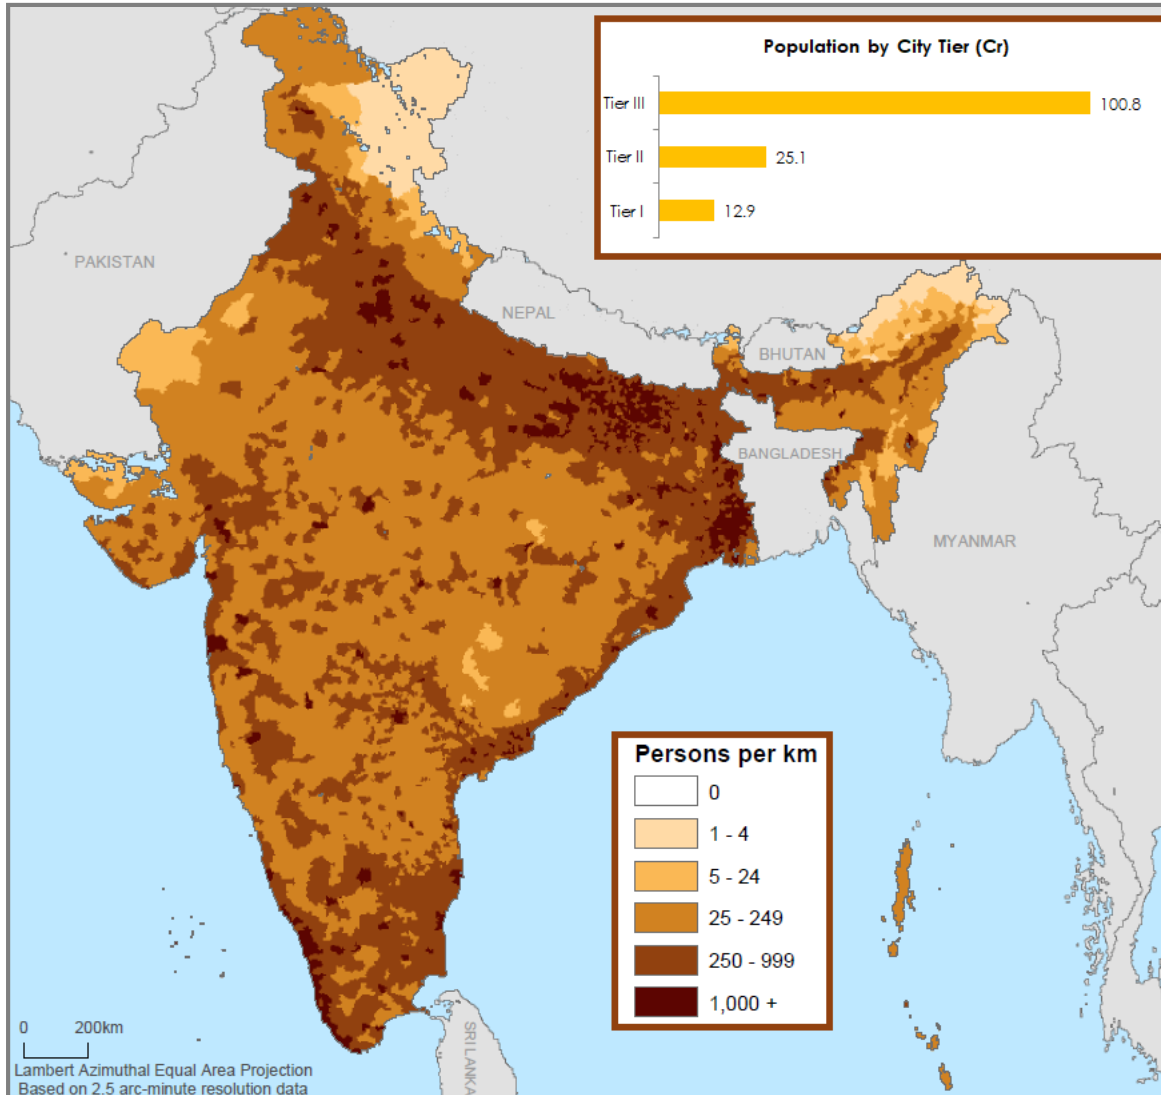 Population by City Tier (Cr)
Tier III
100.8
Tier II
25.1
Tier I
12.9
PAKISTAN
NEPAL
BHUTAN
BANGLADESH
MYANMAR
Persons per km
0
1 - 4
5 - 24
25 - 249
250 - 999
1,000 +
SRI LANKA
0 200km
Lambert Azimuthal Equal Area Projection
Based on 2.5 arc-minute resolution data